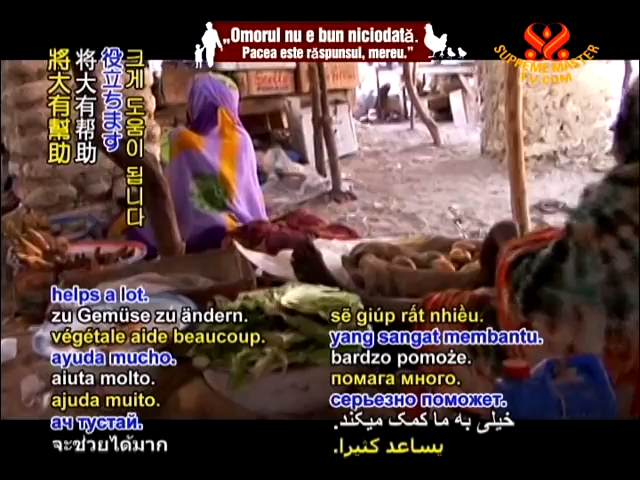 „Omorul nu e bun niciodată.
Pacea este răspunsul, mereu.”
SUPREME MASTER
TV.COM
크게 도움이 됩니다
役立ちます
将大有帮助
將大有幫助
helps a lot.
zu Gemüse zu ändern.
végétale aide beaucoup.
ayuda mucho.
aiuta molto.
ajuda muito.
ач тустай.
จะช่วยได้มาก
sẽ giúp rất nhiều.
yang sangat membantu.
bardzo pomoże.
помага много.
серьезно поможет.
خیلی به ما کمک میکند.
يساعد كثيرا.